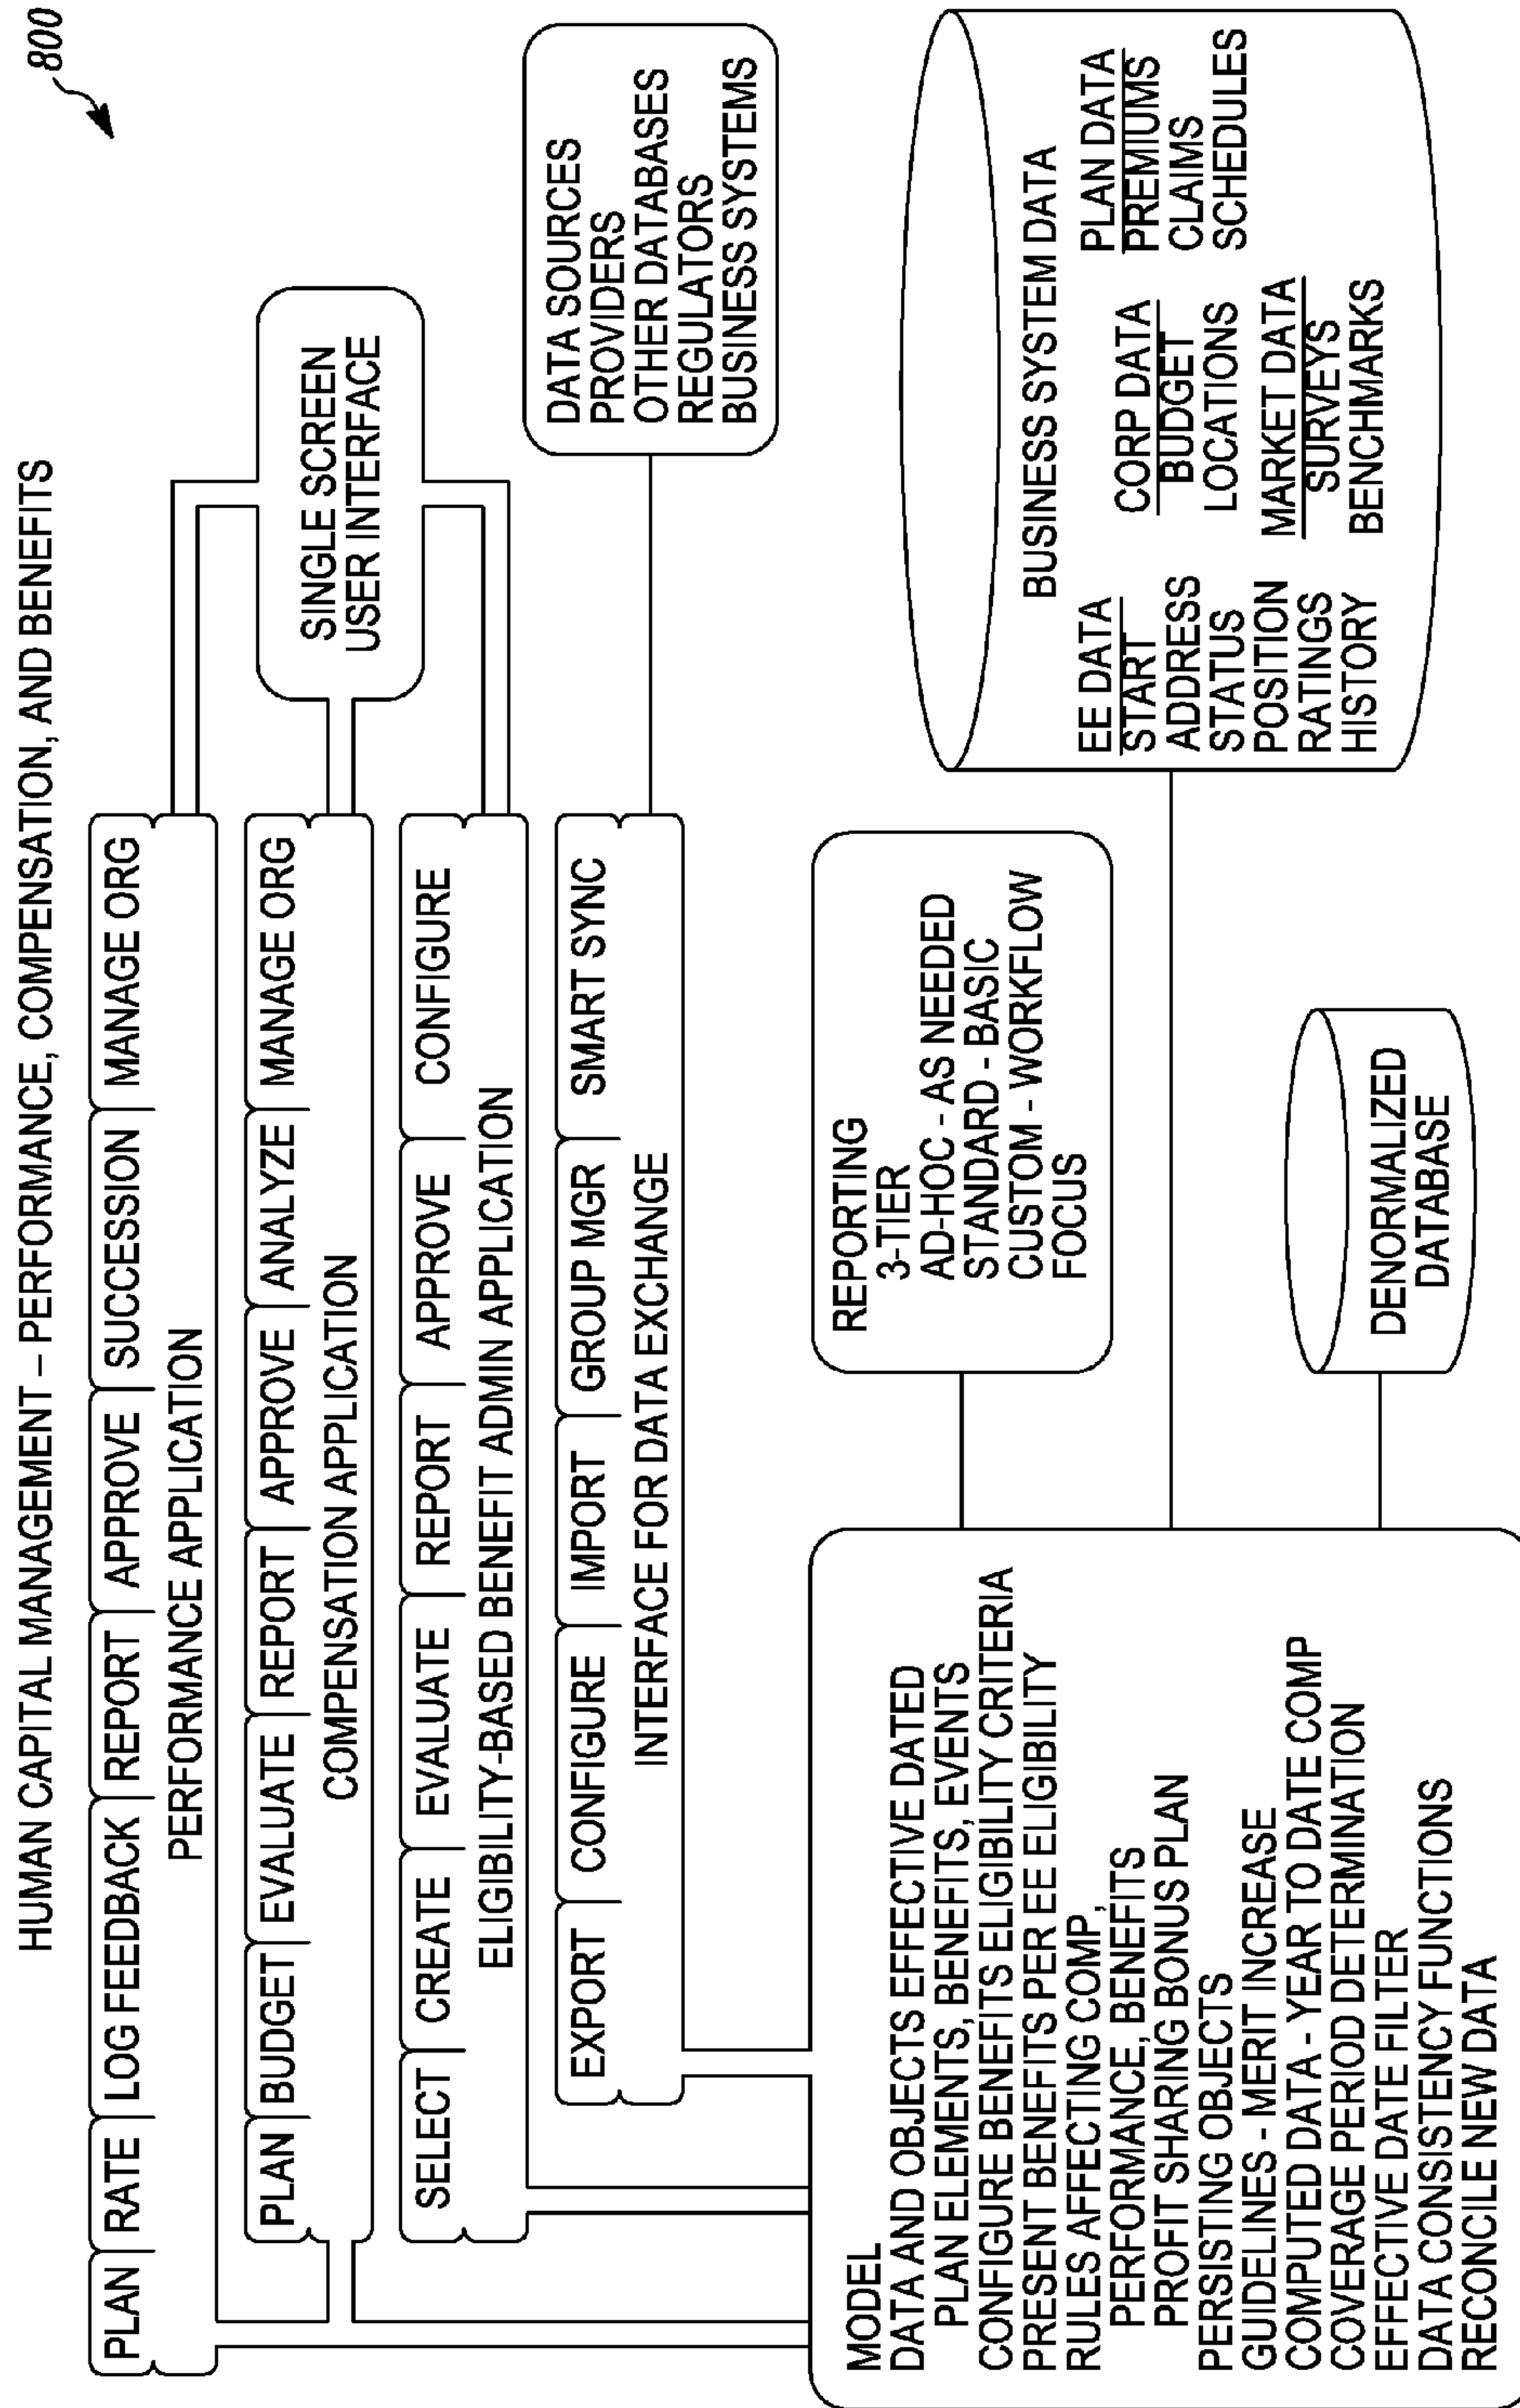 800
HUMAN CAPITAL MANAGEMENT – PERFORMANCE, COMPENSATION, AND BENEFITS
PLAN RATE LOG FEEDBACK REPORT APPROVE SUCCESSION MANAGE ORG
PERFORMANCE APPLICATION
PLAN BUDGET EVALUATE REPORT APPROVE ANALYZE MANAGE ORG
COMPENSATION APPLICATION
SELECT CREATE EVALUATE REPORT APPROVE CONFIGURE
ELIGIBILITY-BASED BENEFIT ADMIN APPLICATION
EXPORT CONFIGURE IMPORT GROUP MGR SMART SYNC
INTERFACE FOR DATA EXCHANGE
SINGLE SCREEN
USER INTERFACE
DATA SOURCES
PROVIDERS
OTHER DATABASES
REGULATORS
BUSINESS SYSTEMS
MODEL
DATA AND OBJECTS EFFECTIVE DATED
PLAN ELEMENTS, BENEFITS, EVENTS
CONFIGURE BENEFITS ELIGIBILITY CRITERIA
PRESENT BENEFITS PER EE ELIGIBILITY
RULES AFFECTING COMP,
PERFORMANCE, BENEFITS
PROFIT SHARING BONUS PLAN
PERSISTING OBJECTS
GUIDELINES - MERIT INCREASE
COMPUTED DATA - YEAR TO DATE COMP
COVERAGE PERIOD DETERMINATION
EFFECTIVE DATE FILTER
DATA CONSISTENCY FUNCTIONS
RECONCILE NEW DATA
REPORTING
3-TIER
AD-HOC - AS NEEDED
STANDARD - BASIC
CUSTOM - WORKFLOW
FOCUS
DENORMALIZED
DATABASE
BUSINESS SYSTEM DATA
EE DATA
START
ADDRESS
STATUS
POSITION
RATINGS
HISTORY
CORP DATA
BUDGET
LOCATIONS
MARKET DATA
SURVEYS
BENCHMARKS
PLAN DATA
PREMIUMS
CLAIMS
SCHEDULES